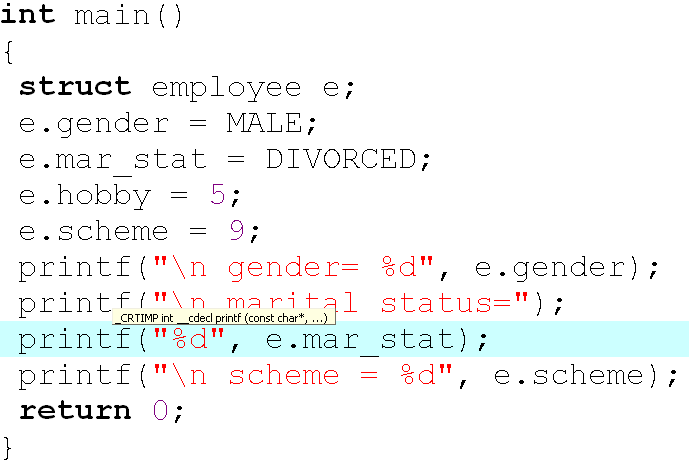 int main()
{
struct employee e;
e.gender = MALE;
e.mar_stat = DIVORCED;
e.hobby = 5;
e.scheme = 9;
printf("\n gender= %d", e.gender);
printf("\n marital status=");
_CRTIMP int __cdecl printf (const char*, ...)
printf("%d", e.mar_stat);
printf("\n scheme = %d", e.scheme);
return 0;
}